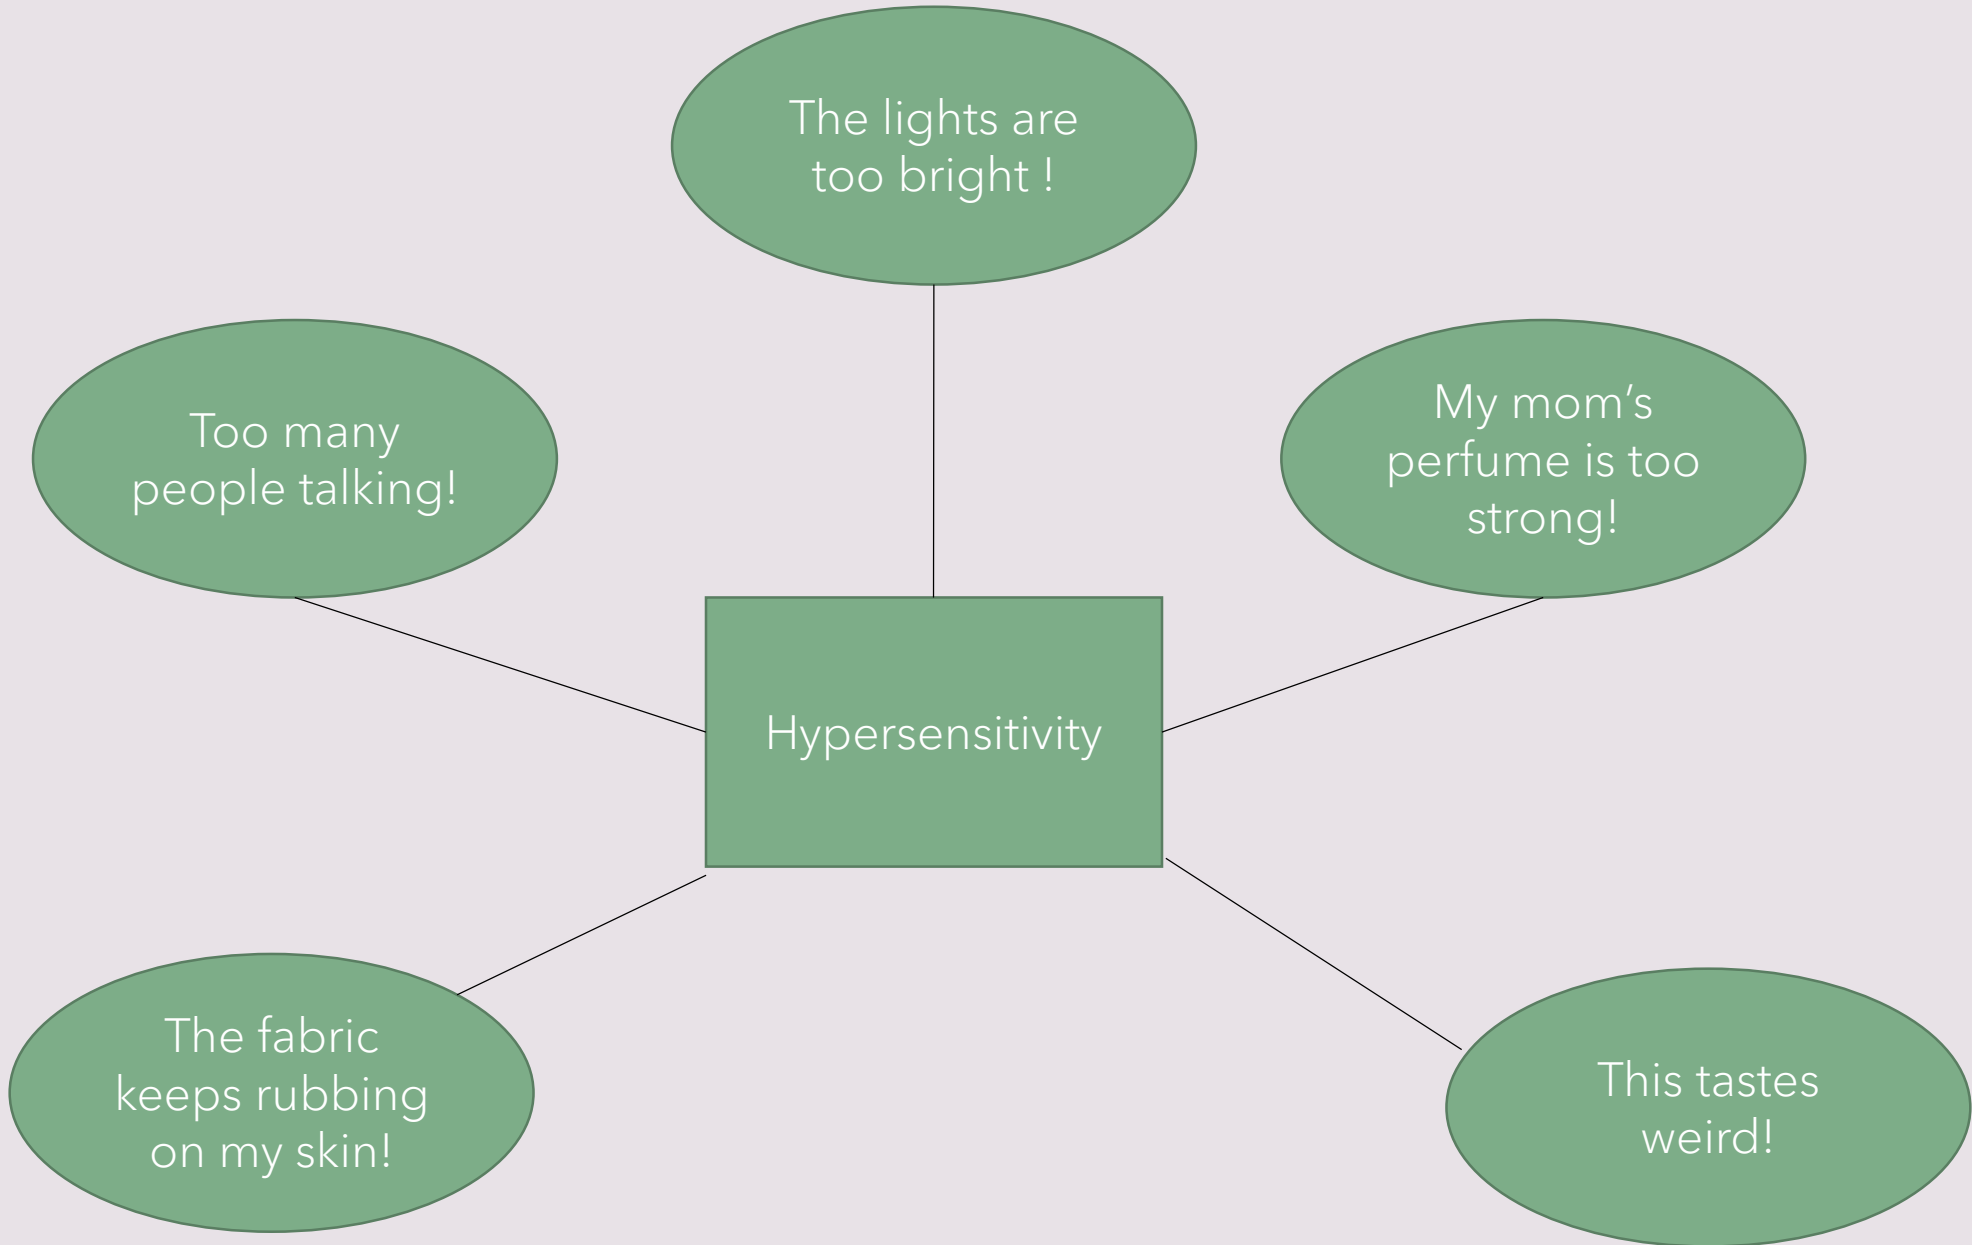 The lights are
too bright !
Too many
people talking!
My mom’s
perfume is too
strong!
Hypersensitivity
The fabric
keeps rubbing
on my skin!
This tastes
weird!